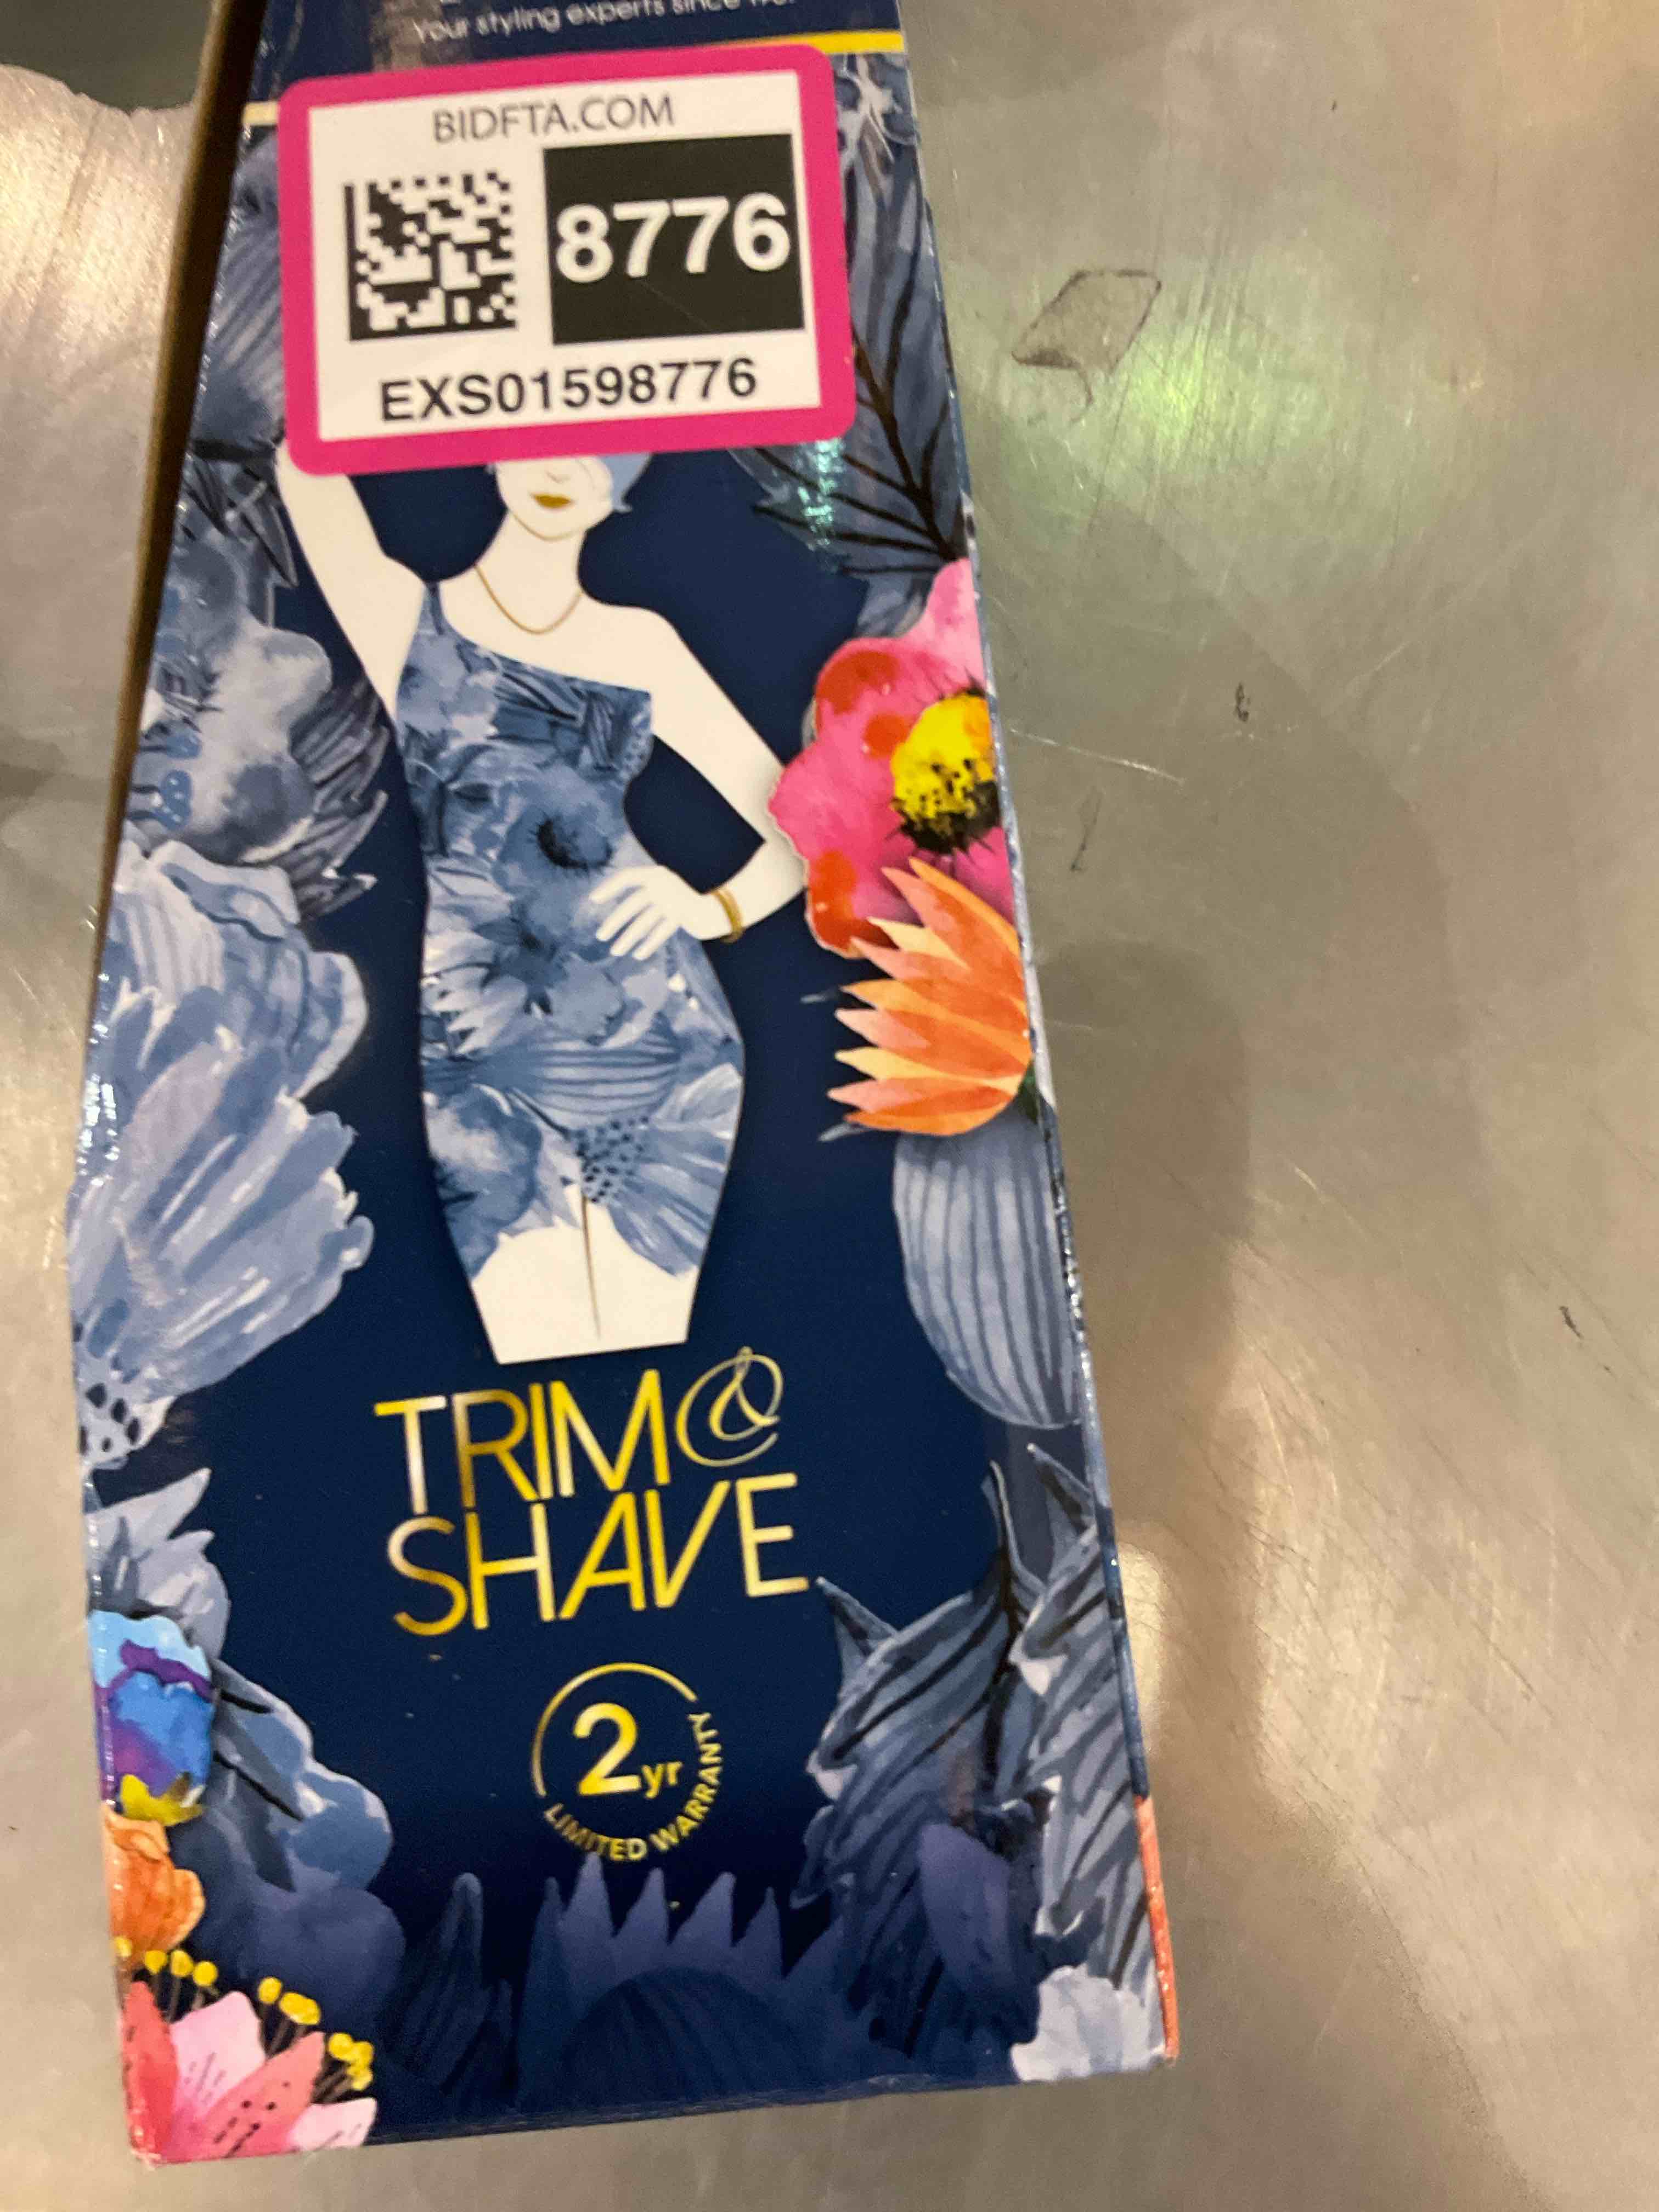 Your styling experts since
BIDFTA.COM
8776
EXS01598776
TRIM &
SHAVE
2yr
LIMITED WARRANTY